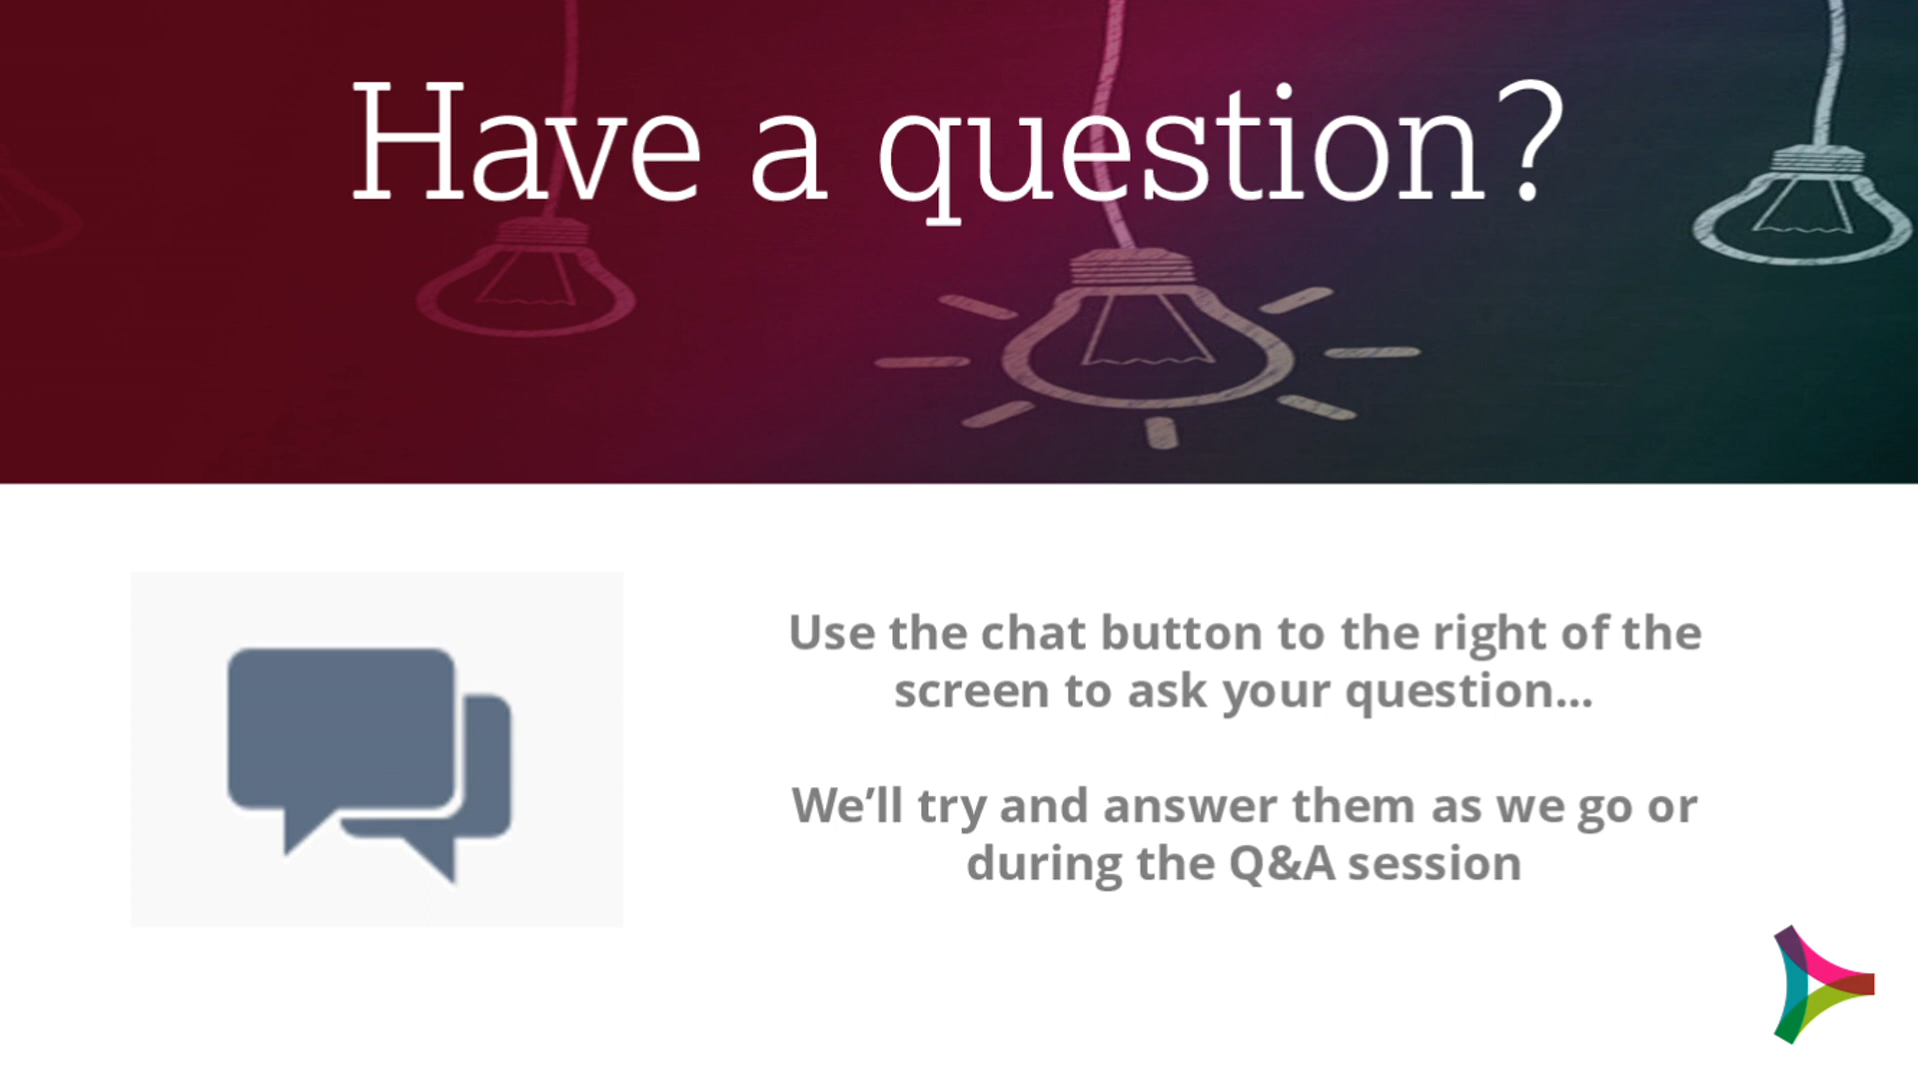 Have a question?
Use the chat button to the right of the
screen to ask your question...
We’ll try and answer them as we go or
during the Q&A session